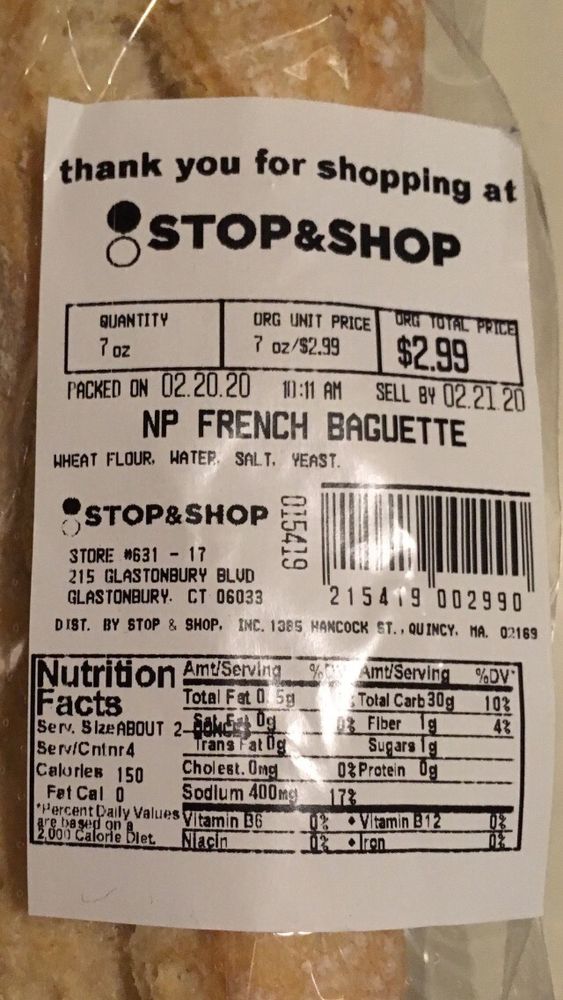 thank you for shopping at
STOP&SHOP
QUANTITY ORG UNIT PRICE ORG TOTAL PRICE
7 oz 7 oz/$2.99 $2.99
PACKED ON 02.20.20 10:11 AM SELL BY 02.21.20
NP FRENCH BAGUETTE
WHEAT FLOUR, WATER, SALT, YEAST.
STOP&SHOP
015419
STORE #631 - 17
215 GLASTONBURY BLVD
GLASTONBURY. CT 06033
215419 002990
DIST. BY STOP & SHOP, INC. 1385 HANCOCK ST., QUINCY, MA. 02169
Nutrition Facts
Serv. Size ABOUT 2-
Serv/Cntnr 4
Calories 150
Fat Cal 0
*Percent Daily Values are based on a 2,000 Calorie Diet.
Amt/Serving Amt/Serving %DV*
Total Fat 0.5g Total Carb 30g 10%
Sat Fat 0g 0% Fiber 1g 4%
Trans Fat 0g Sugars 1g
Cholest. 0mg 0% Protein 0g
Sodium 400mg 17%
Vitamin B6 0% • Vitamin B12 0%
Niacin 0% • Iron 0%